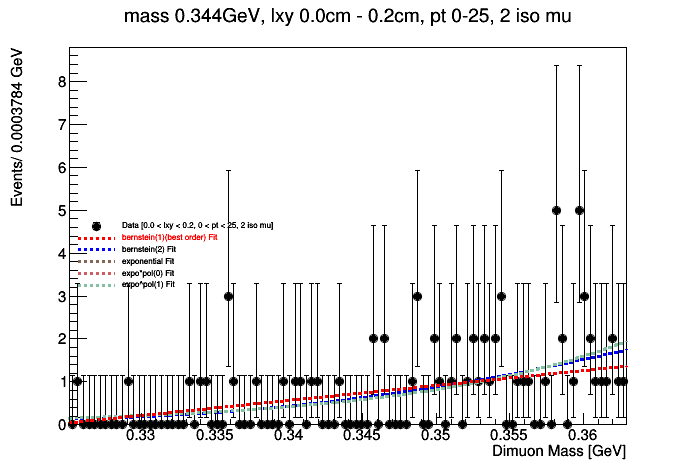 mass 0.344GeV, lxy 0.0cm - 0.2cm, pt 0-25, 2 iso mu
Events/ 0.0003784 GeV
8
7
6
5
4
3
2
1
0
Data [0.0 < lxy < 0.2, 0 < pt < 25, 2 iso mu]
bernstein(1)(best order) Fit
bernstein(2) Fit
exponential Fit
expo*pol(0) Fit
expo*pol(1) Fit
0.33 0.335 0.34 0.345 0.35 0.355 0.36
Dimuon Mass [GeV]